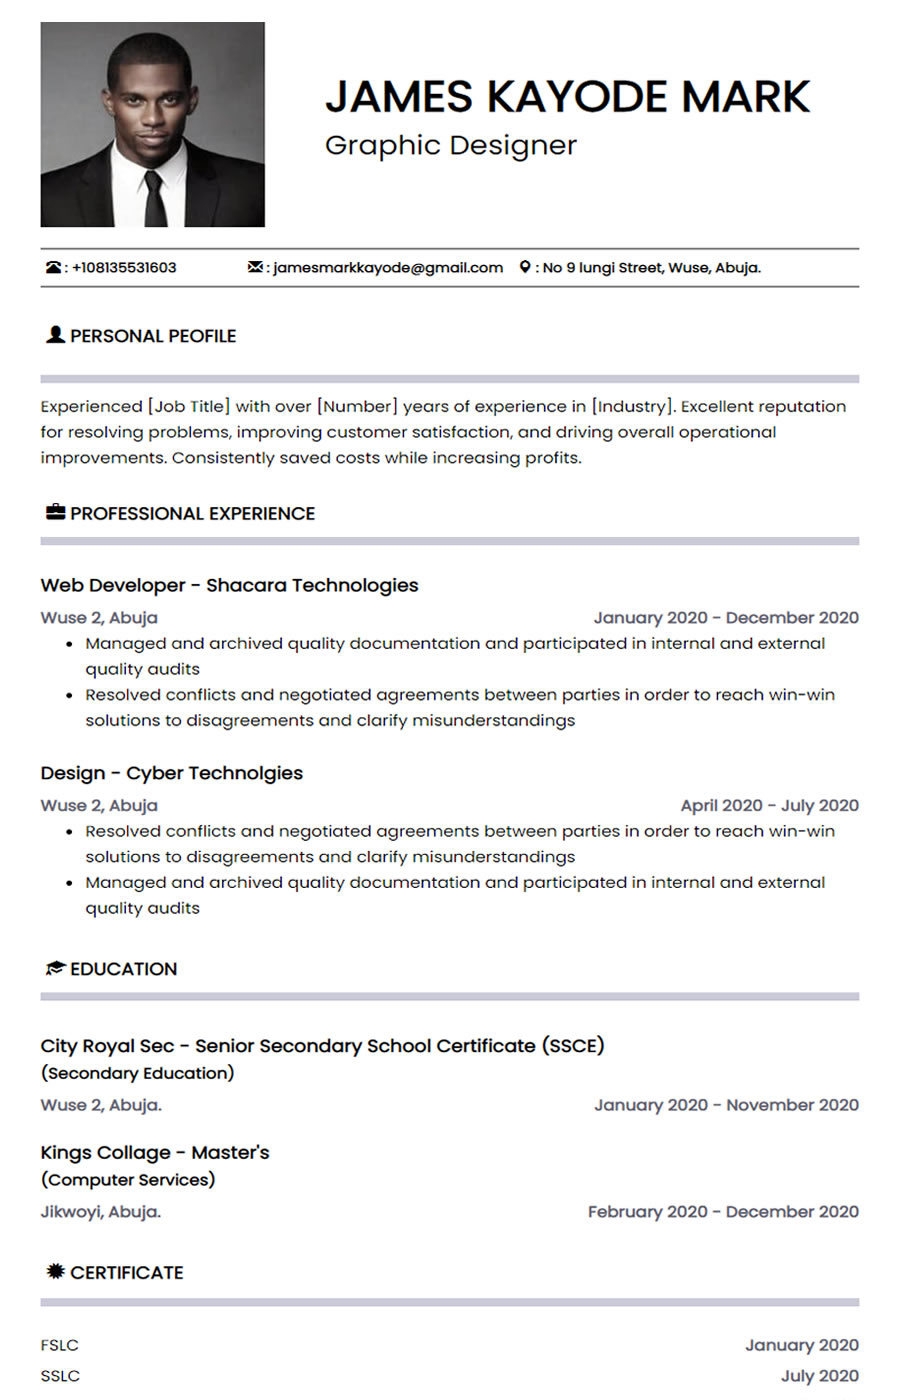 JAMES KAYODE MARK
Graphic Designer
: +108135531603
: jamesmarkkayode@gmail.com
: No 9 lungi Street, Wuse, Abuja.
PERSONAL PEOFILE
Experienced [Job Title] with over [Number] years of experience in [Industry]. Excellent reputation
for resolving problems, improving customer satisfaction, and driving overall operational
improvements. Consistently saved costs while increasing profits.
PROFESSIONAL EXPERIENCE
Web Developer - Shacara Technologies
Wuse 2, Abuja January 2020 - December 2020
• Managed and archived quality documentation and participated in internal and external
quality audits
• Resolved conflicts and negotiated agreements between parties in order to reach win-win
solutions to disagreements and clarify misunderstandings
Design - Cyber Technolgies
Wuse 2, Abuja April 2020 - July 2020
• Resolved conflicts and negotiated agreements between parties in order to reach win-win
solutions to disagreements and clarify misunderstandings
• Managed and archived quality documentation and participated in internal and external
quality audits
EDUCATION
City Royal Sec - Senior Secondary School Certificate (SSCE)
(Secondary Education)
Wuse 2, Abuja. January 2020 - November 2020
Kings Collage - Master's
(Computer Services)
Jikwoyi, Abuja. February 2020 - December 2020
CERTIFICATE
FSLC January 2020
SSLC July 2020